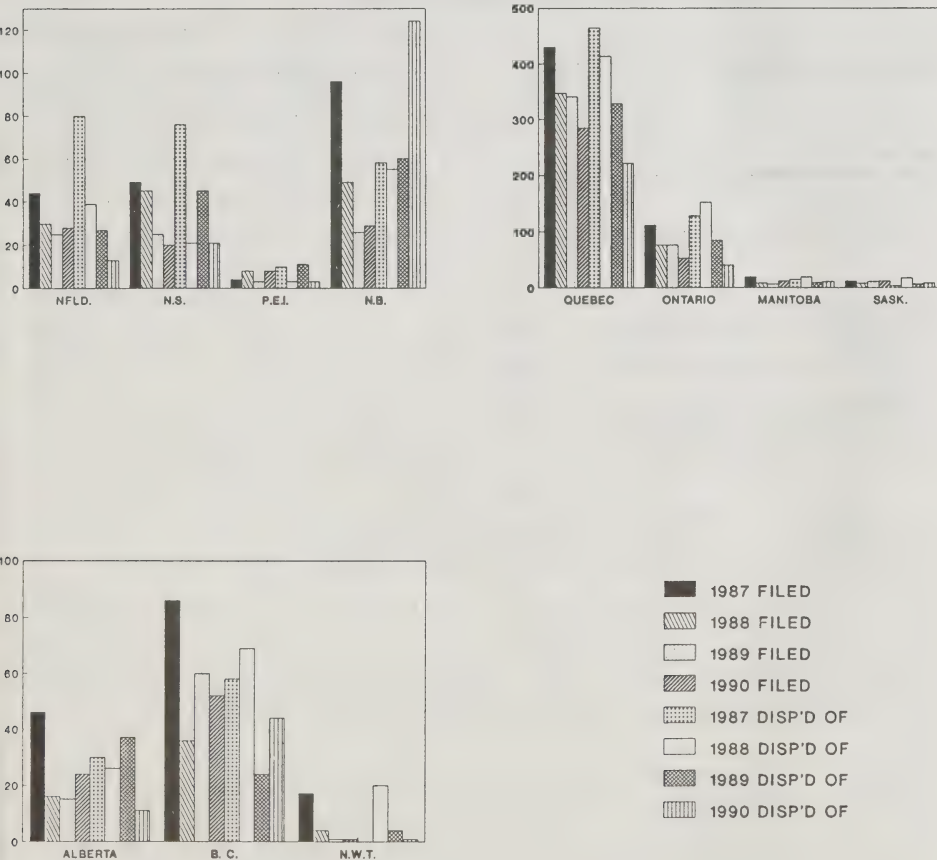 120
100
80
60
40
20
0
NFLD. N.S. P.E.I. N.B.
500
400
300
200
100
0
QUEBEC ONTARIO MANITOBA SASK.
100
80
60
40
20
0
ALBERTA B. C. N.W.T.
1987 FILED
1988 FILED
1989 FILED
1990 FILED
1987 DISP'D OF
1988 DISP'D OF
1989 DISP'D OF
1990 DISP'D OF